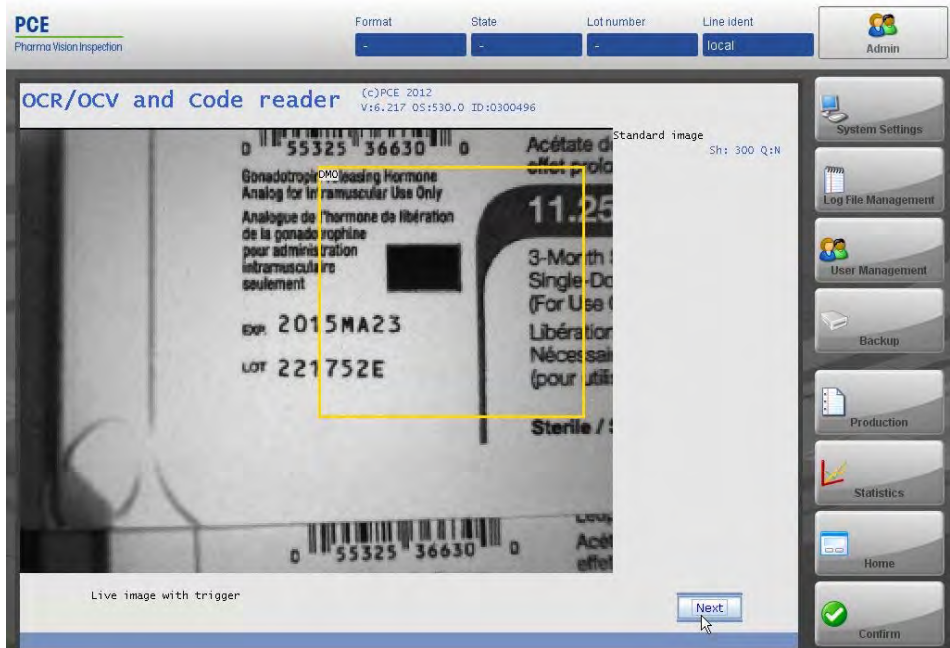 PCE
Pharma Vision Inspection
Format
State
Lot number
Line ident
-
-
-
local
Admin
OCR/OCV and Code reader
(c)PCE 2012
V:6.217 OS:530.0 ID:0300496
Standard image
Sh: 300 Q:N
0 55325 36630 0
Gonadotropin Releasing Hormone
Analog for Intramuscular Use Only
Analogue de l'hormone de libération
de la gonadotrophine
pour administration
intramusculaire
seulement
DMO
EXP. 2015MA23
LOT 221752E
Acétate d
effet prolo
11.25
3-Month
Single-Do
(For Use
Libération
Nécessai
(pour utilis
Sterile /
0 55325 36630 0
Acét
effet
Live image with trigger
Next
System Settings
Log File Management
User Management
Backup
Production
Statistics
Home
Confirm